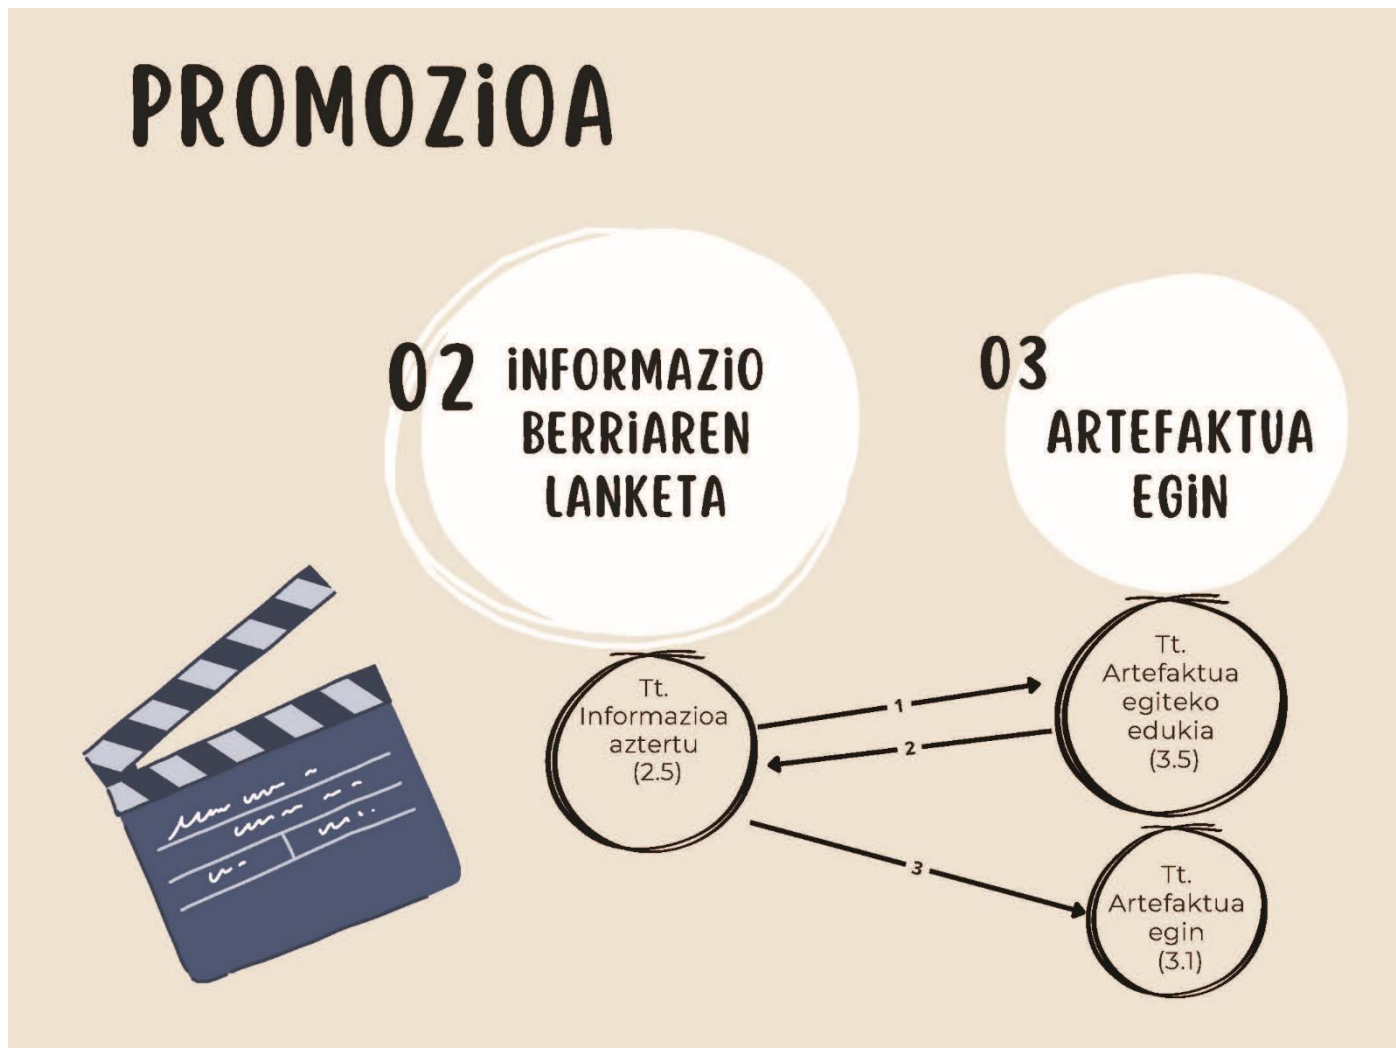 PROMOZiOA
02
iNFORMAZiO
BERRiAREN
LANKETA
03
ARTEFAKTUA
EGiN
Tt.
Informazioa
aztertu
(2.5)
1
2
3
Tt.
Artefaktua
egiteko
edukia
(3.5)
Tt.
Artefaktua
egin
(3.1)